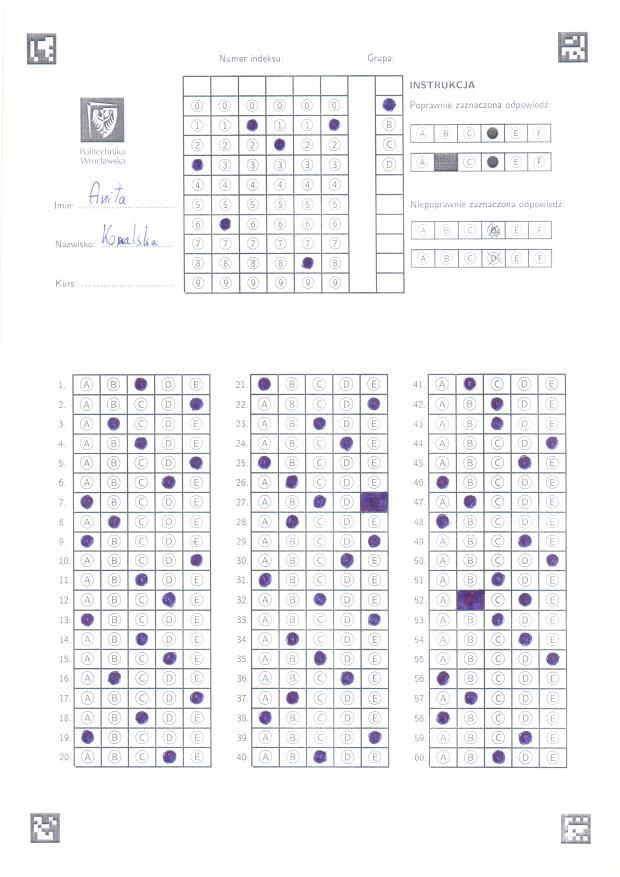 Numer indeksu:
Grupa:
0 0 0 0 0 0
1 1 1 1 B
2 2 2 2 2 C
3 3 3 3 3 D
4 4 4 4 4 4
5 5 5 5 5 5
6 6 6 6 6
7 7 7 7 7 7
8 8 8 8 8
9 9 9 9 9 9
Politechnika
Wrocławska
Imie: Anita
Nazwisko: Kowalska
Kurs:
INSTRUKCJA
Poprawnie zaznaczona odpowiedź:
A B C E F
A C E F
Niepoprawnie zaznaczona odpowiedź:
A B C E F
A B C D E F
1. A B D E
2. A B C D
3. A C D E
4. A B D E
5. A B C D
6. A B C E
7. B C D E
8. A C D E
9. B C D E
10. A B C D
11. A B D E
12. A B C E
13. B C D E
14. A B D E
15. A B C E
16. A C D E
17. A B C D
18. A B D E
19. B C D E
20. A B C E
21. B C D E
22. A B C D
23. A B D E
24. A B C E
25. B C D E
26. A C D E
27. A B D
28. A C D E
29. A B C D
30. A B C E
31. B C D E
32. A B D E
33. A B C D
34. A C D E
35. A B D E
36. A B C E
37. A C D E
38. B C D E
39. A B C D
40. A B D E
41. A C D E
42. A B D E
43. A B D E
44. A B C D
45. A B C E
46. B C D E
47. A C D E
48. B C D E
49. A B C E
50. A B C D
51. A B D E
52. A C E
53. A B D E
54. A B C E
55. A B C D
56. B C D E
57. A C D E
58. B C D E
59. A B C E
60. A B D E